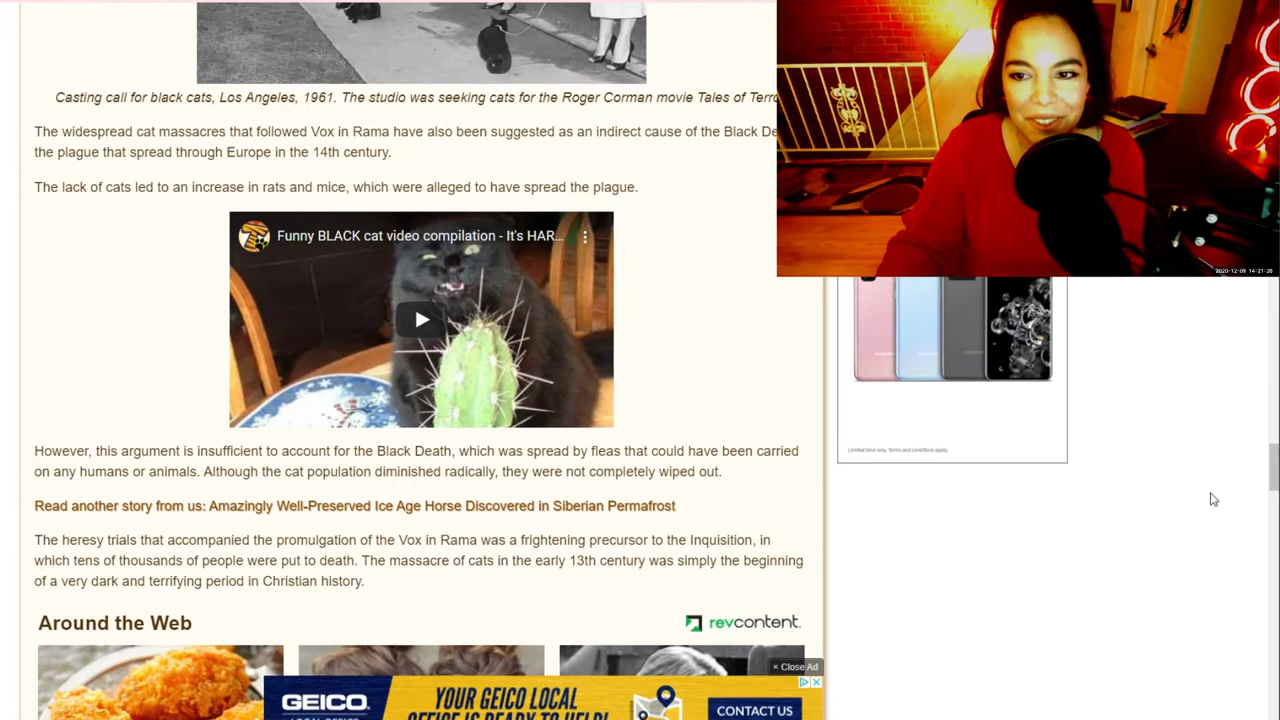 Casting call for black cats, Los Angeles, 1961. The studio was seeking cats for the Roger Corman movie Tales of Terro
The widespread cat massacres that followed Vox in Rama have also been suggested as an indirect cause of the Black De
the plague that spread through Europe in the 14th century.
The lack of cats led to an increase in rats and mice, which were alleged to have spread the plague.
Funny BLACK cat video compilation - It's HAR...
2020-12-09 14:21:26
Limited time only. Terms and conditions apply.
However, this argument is insufficient to account for the Black Death, which was spread by fleas that could have been carried
on any humans or animals. Although the cat population diminished radically, they were not completely wiped out.
Read another story from us: Amazingly Well-Preserved Ice Age Horse Discovered in Siberian Permafrost
The heresy trials that accompanied the promulgation of the Vox in Rama was a frightening precursor to the Inquisition, in
which tens of thousands of people were put to death. The massacre of cats in the early 13th century was simply the beginning
of a very dark and terrifying period in Christian history.
Around the Web
revcontent.
× Close Ad
GEICO
LOCAL OFFICE
YOUR GEICO LOCAL
OFFICE IS READY TO HELP!
CONTACT US